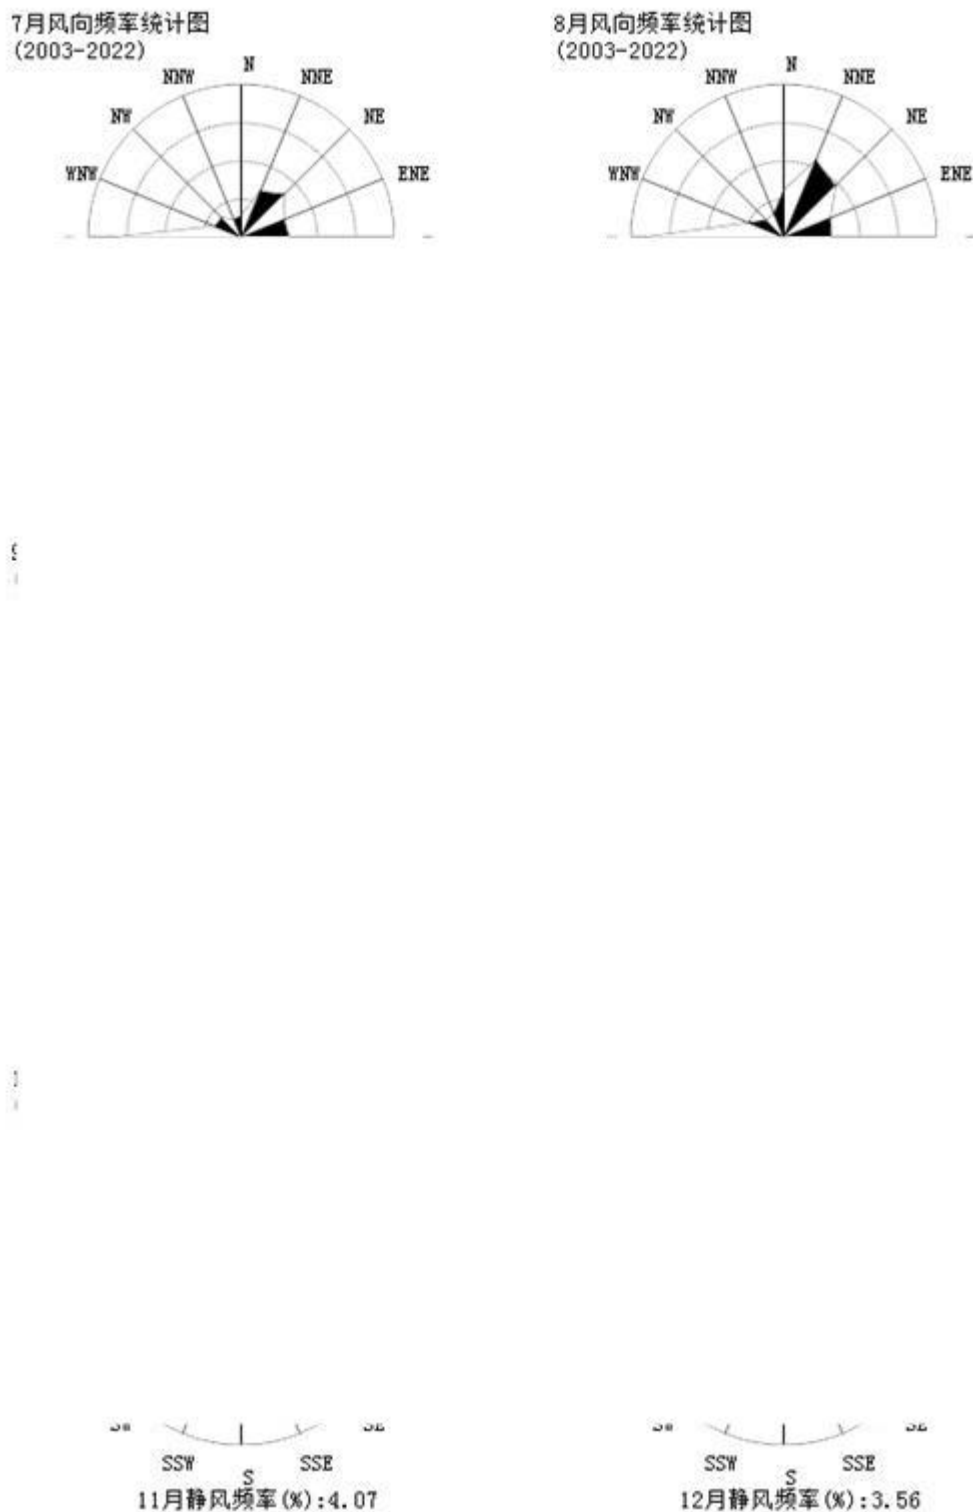 7月风向频率统计图
(2003-2022)
N
NNW
NNE
NW
NE
WNW
ENE
8月风向频率统计图
(2003-2022)
N
NNW
NNE
NW
NE
WNW
ENE
SSW
S
SSE
11月静风频率(%):4.07
SSW
S
SSE
12月静风频率(%):3.56